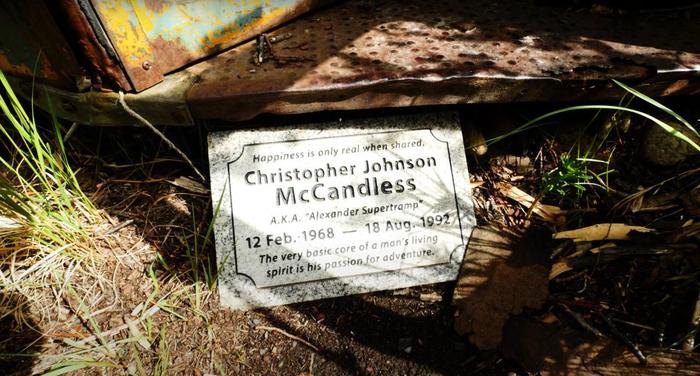 Happiness is only real when shared.
Christopher Johnson
McCandless
A.K.A. "Alexander Supertramp"
12 Feb. 1968 — 18 Aug. 1992
The very basic core of a man's living
spirit is his passion for adventure.